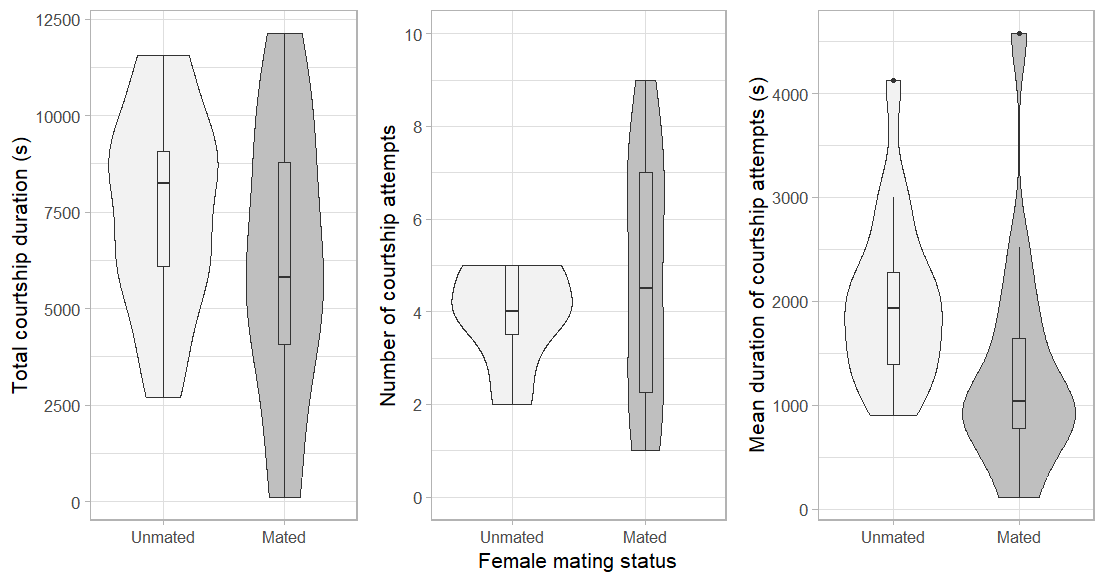 Total courtship duration (s)
12500
10000
7500
5000
2500
0
Unmated Mated
Number of courtship attempts
10
8
6
4
2
0
Unmated Mated
Female mating status
Mean duration of courtship attempts (s)
4000
3000
2000
1000
0
Unmated Mated